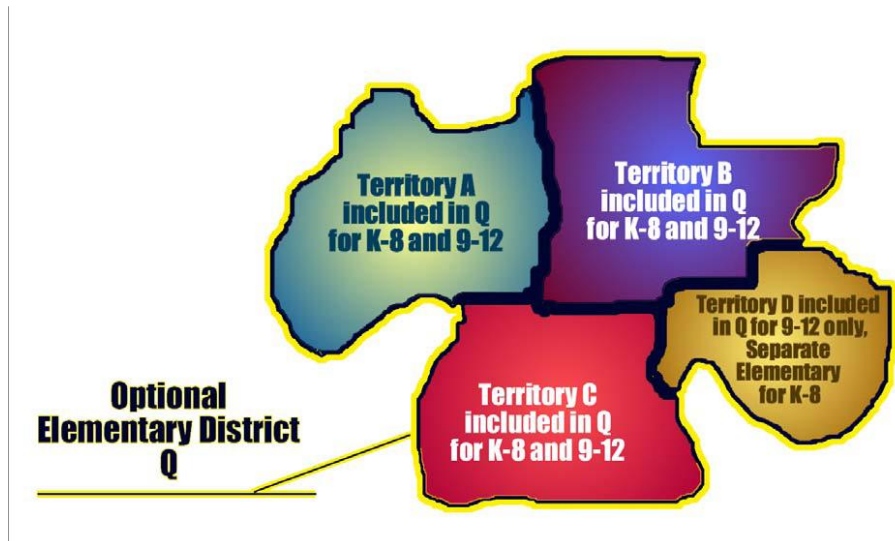 Territory A
included in Q
for K-8 and 9-12
Territory B
included in Q
for K-8 and 9-12
Territory D included
in Q for 9-12 only,
Separate
Elementary
for K-8
Territory C
included in Q
for K-8 and 9-12
Optional
Elementary District
Q